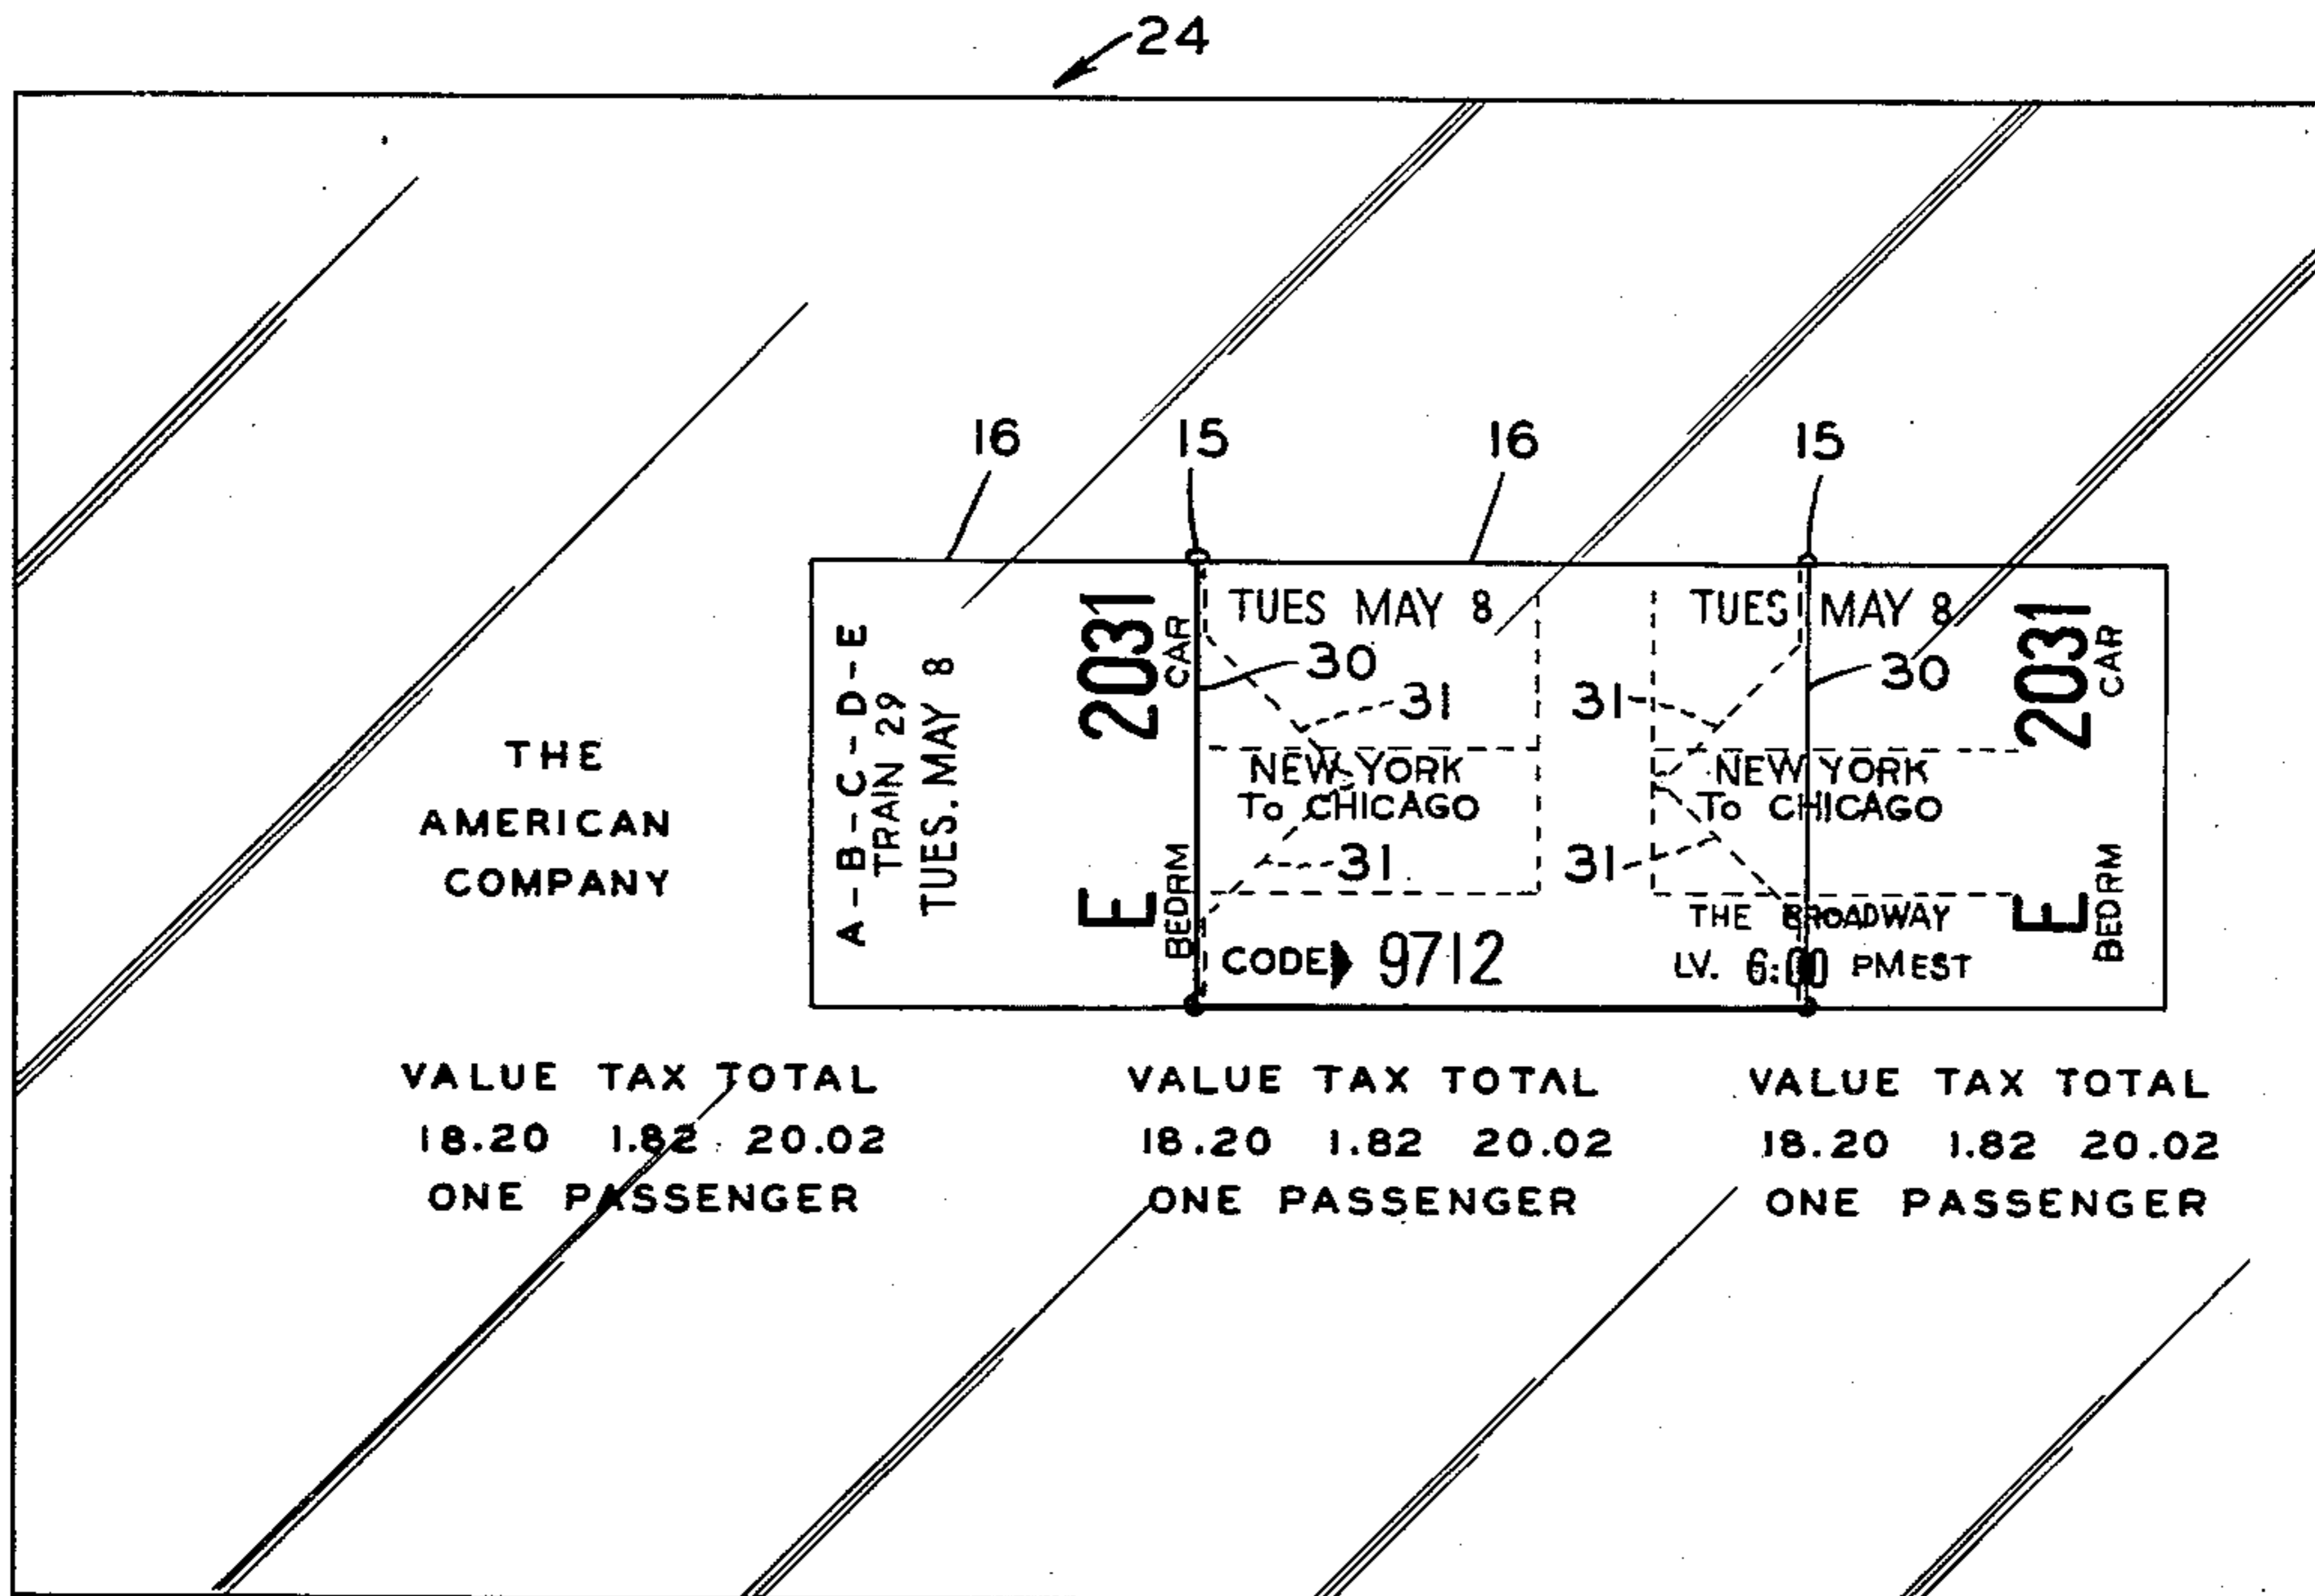 24
16
15
16
15
A-B-C-D-E
TRAIN 29
TUES. MAY 8
2031
CAR
E
BEDRM
TUES MAY 8
30
31
NEW YORK
To CHICAGO
31
CODE 9712
TUES MAY 8
30
31
NEW YORK
To CHICAGO
31
THE BROADWAY
LV. 6:00 PM EST
2031
CAR
E
BEDRM
THE
AMERICAN
COMPANY
VALUE TAX TOTAL
18.20 1.82 20.02
ONE PASSENGER
VALUE TAX TOTAL
18.20 1.82 20.02
ONE PASSENGER
VALUE TAX TOTAL
18.20 1.82 20.02
ONE PASSENGER